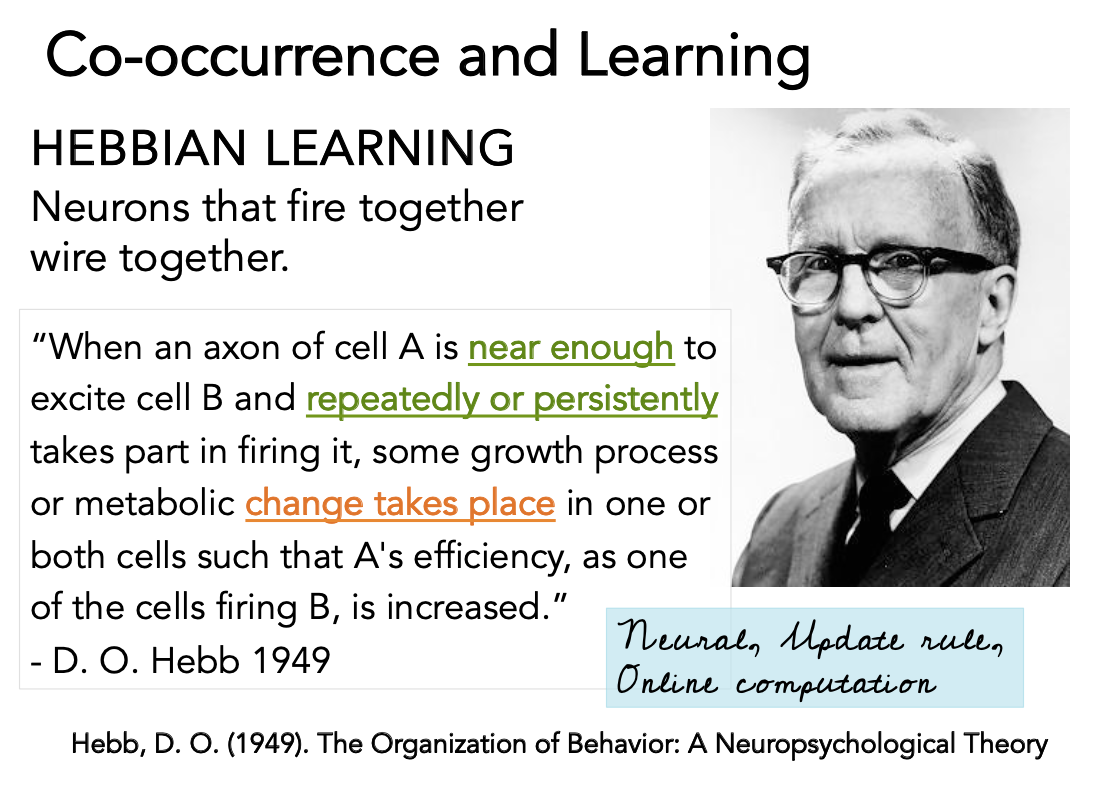 Co-occurrence and Learning
HEBBIAN LEARNING
Neurons that fire together
wire together.
“When an axon of cell A is near enough to
excite cell B and repeatedly or persistently
takes part in firing it, some growth process
or metabolic change takes place in one or
both cells such that A's efficiency, as one
of the cells firing B, is increased.”
- D. O. Hebb 1949
Neural, Update rule,
Online computation
Hebb, D. O. (1949). The Organization of Behavior: A Neuropsychological Theory